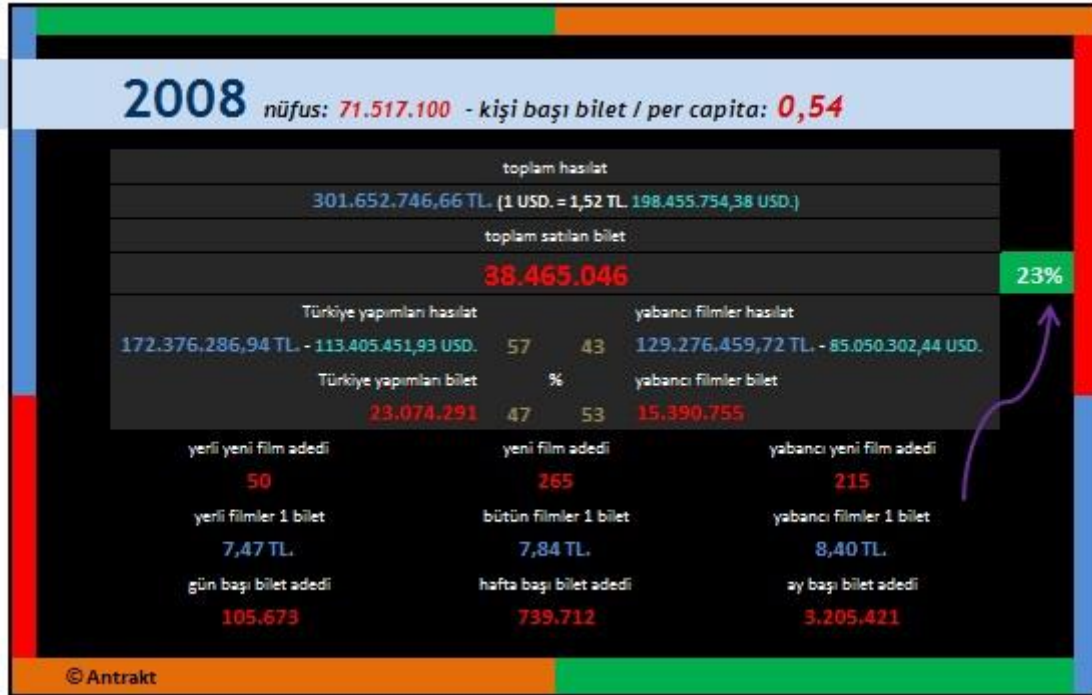 2008 nüfus: 71.517.100 - kişi başı bilet / per capita: 0,54
toplam hasılat
301.652.746,66 TL. (1 USD. = 1,52 TL. 198.455.754,38 USD.)
toplam satılan bilet
38.465.046 23%
Türkiye yapımları hasılat yabancı filmler hasılat
172.376.286,94 TL. - 113.405.451,93 USD. 57 43 129.276.459,72 TL. - 85.050.302,44 USD.
Türkiye yapımları bilet % yabancı filmler bilet
23.074.291 47 53 15.390.755
yerli yeni film adedi yeni film adedi yabancı yeni film adedi
50 265 215
yerli filmler 1 bilet bütün filmler 1 bilet yabancı filmler 1 bilet
7,47 TL. 7,84 TL. 8,40 TL.
gün başı bilet adedi hafta başı bilet adedi ay başı bilet adedi
105.673 739.712 3.205.421
© Antrakt